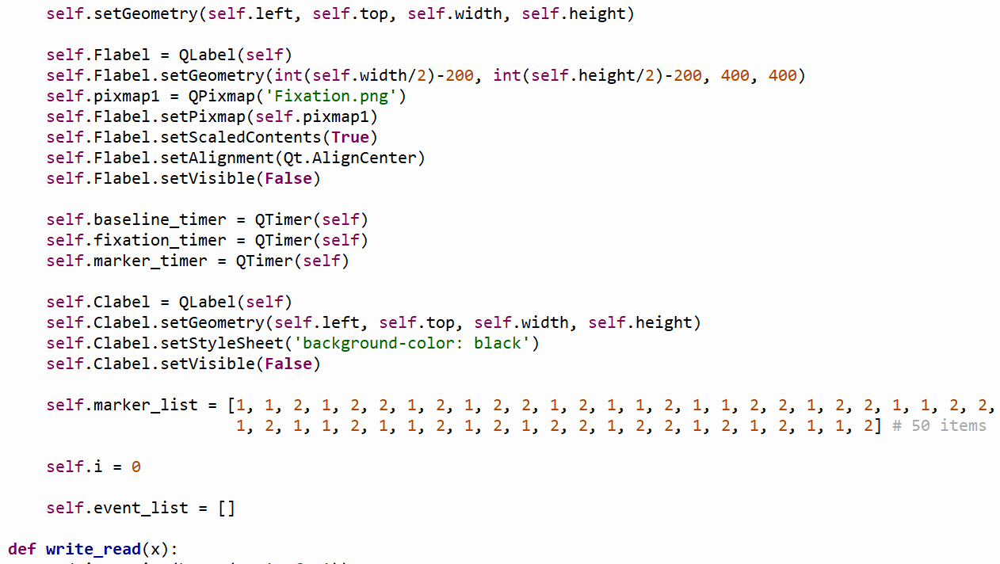 self.setGeometry(self.left, self.top, self.width, self.height)
self.Flabel = QLabel(self)
self.Flabel.setGeometry(int(self.width/2)-200, int(self.height/2)-200, 400, 400)
self.pixmap1 = QPixmap('Fixation.png')
self.Flabel.setPixmap(self.pixmap1)
self.Flabel.setScaledContents(True)
self.Flabel.setAlignment(Qt.AlignCenter)
self.Flabel.setVisible(False)
self.baseline_timer = QTimer(self)
self.fixation_timer = QTimer(self)
self.marker_timer = QTimer(self)
self.Clabel = QLabel(self)
self.Clabel.setGeometry(self.left, self.top, self.width, self.height)
self.Clabel.setStyleSheet('background-color: black')
self.Clabel.setVisible(False)
self.marker_list = [1, 1, 2, 1, 2, 2, 1, 2, 1, 2, 2, 1, 2, 1, 1, 2, 1, 1, 2, 2, 1, 2, 2, 1, 1, 2, 2,
1, 2, 1, 1, 2, 1, 1, 2, 1, 2, 1, 2, 2, 1, 2, 2, 1, 2, 1, 2, 1, 1, 2] # 50 items
self.i = 0
self.event_list = []
def write_read(x):